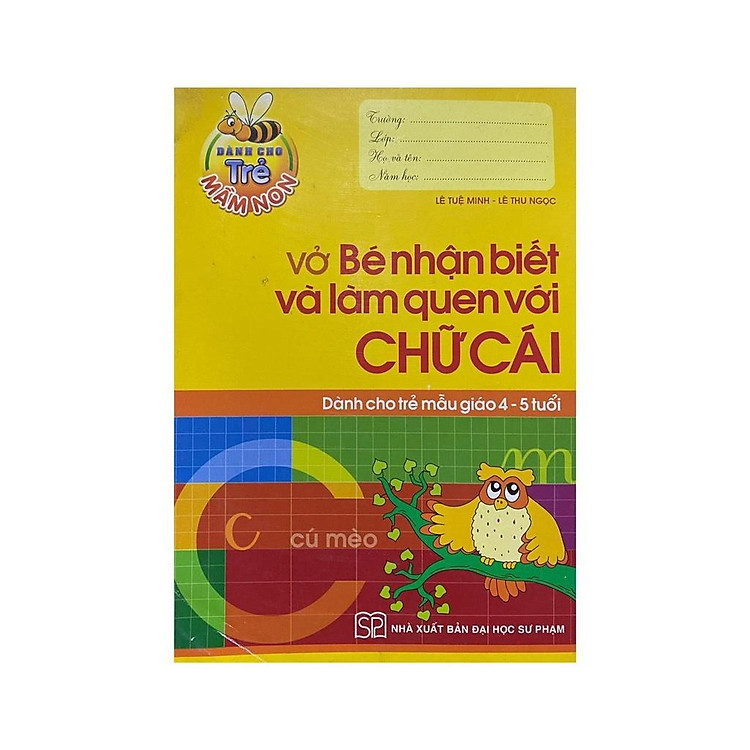 DÀNH CHO
Trẻ
MẦM NON
Trường:
Lớp:
Họ và tên:
Năm học:
LÊ TUỆ MINH - LÊ THU NGỌC
vở Bé nhận biết
và làm quen với
CHỮ CÁI
Dành cho trẻ mẫu giáo 4 - 5 tuổi
m
C
c
cú mèo
SP
NHÀ XUẤT BẢN ĐẠI HỌC SƯ PHẠM